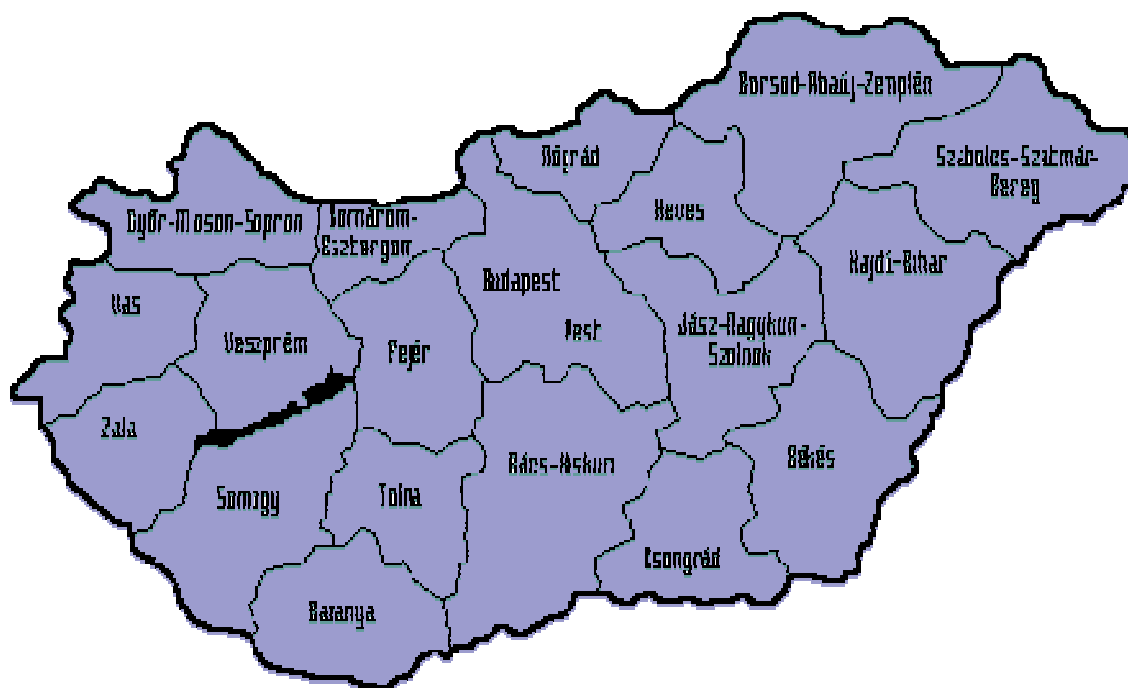 Borsod-Abaúj-Zemplén
Szabolcs-Szatmár-
Bereg
Nógrád
Heves
Győr-Moson-Sopron
Komárom-
Esztergom
Hajdú-Bihar
Budapest
Vas
Pest
Jász-Nagykun-
Szolnok
Veszprém
Fejér
Zala
Bács-Kiskun
Békés
Somogy
Tolna
Csongrád
Baranya